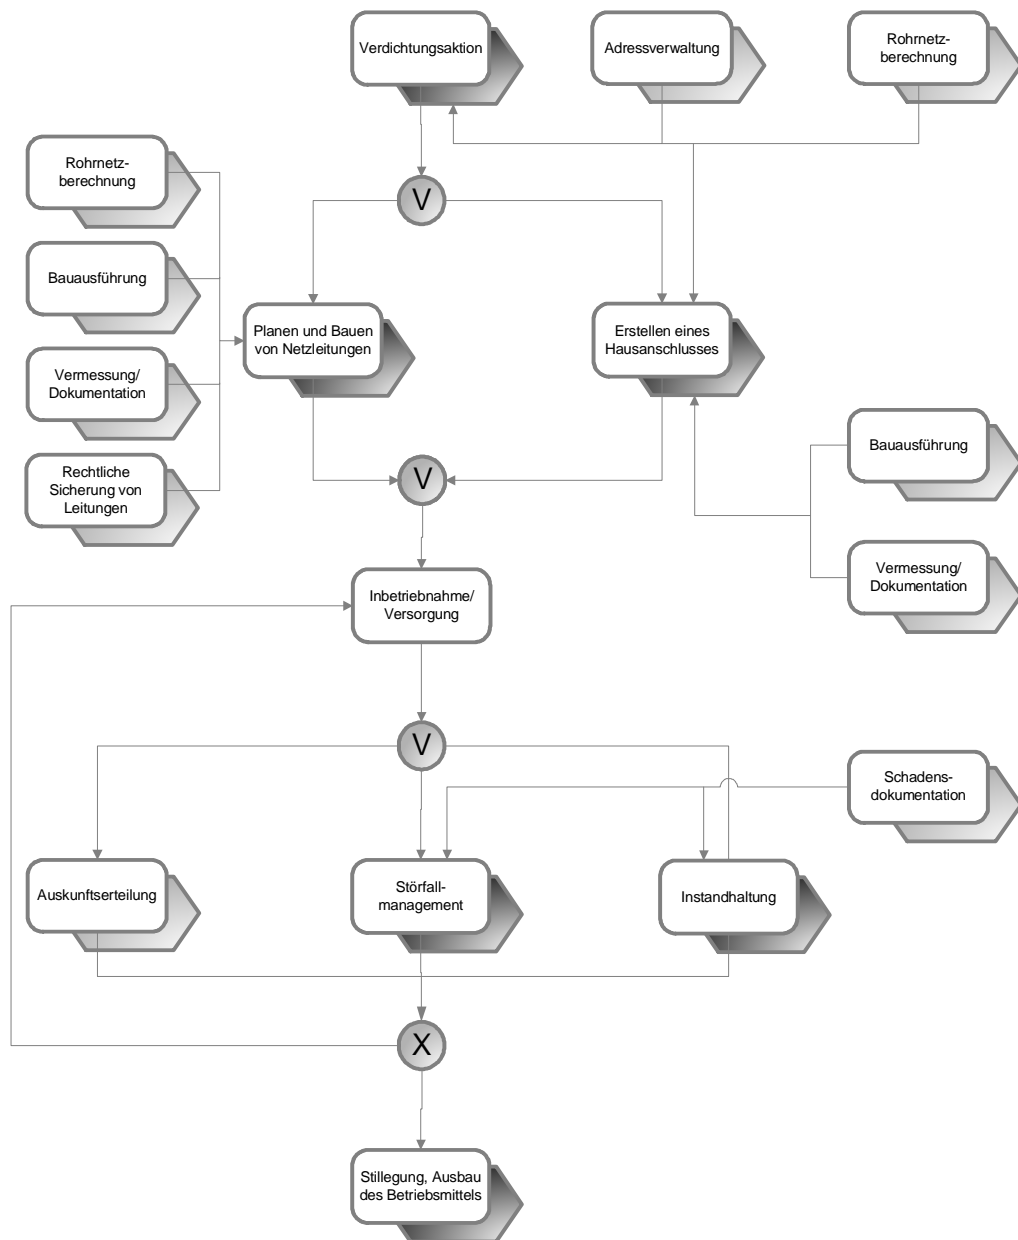 Verdichtungsaktion
Adressverwaltung
Rohrnetz-
berechnung
Rohrnetz-
berechnung
V
Bauausführung
Planen und Bauen
von Netzleitungen
Erstellen eines
Hausanschlusses
Vermessung/
Dokumentation
Bauausführung
Rechtliche
Sicherung von
Leitungen
V
Vermessung/
Dokumentation
Inbetriebnahme/
Versorgung
V
Schadens-
dokumentation
Auskunftserteilung
Störfall-
management
Instandhaltung
X
Stillegung, Ausbau
des Betriebsmittels